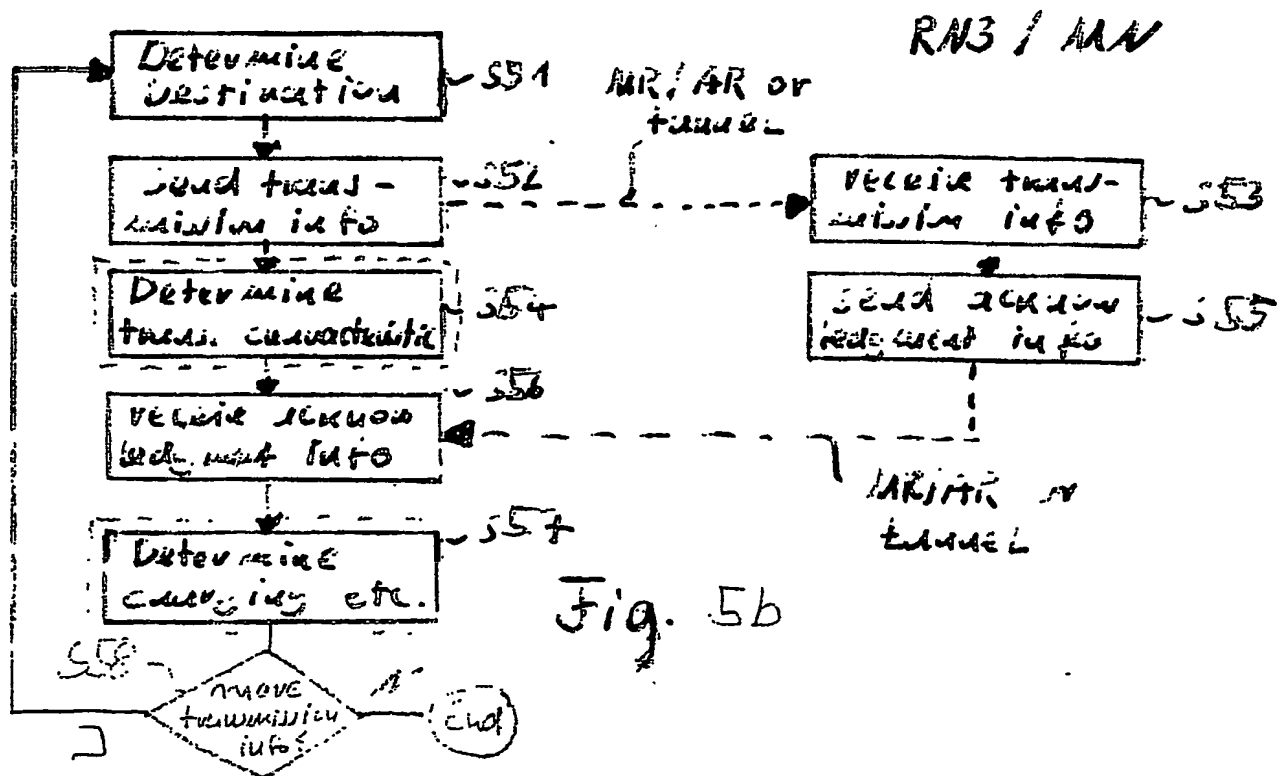 RN3 / MN
Determine
Destination
S51
MR/AR or
tunnel
Send trans-
mission info
S52
receive trans-
mission info
S53
Determine
trans. characteristic
S54
Send acknow
ledgement info
S55
S56
receive acknow
ledgement info
MR/AR or
tunnel
S57
Determine
charging etc.
Fig. 5b
S58
more
transmission
info?
N
End
J